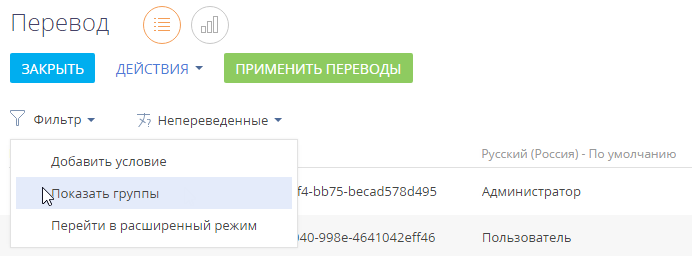 Перевод
ЗАКРЫТЬ ДЕЙСТВИЯ ПРИМЕНИТЬ ПЕРЕВОДЫ
Фильтр Непереведенные
Добавить условие
Русский (Россия) - По умолчанию
Показать группы
f4-bb75-becad578d495 Администратор
Перейти в расширенный режим
040-998e-4641042eff46 Пользователь